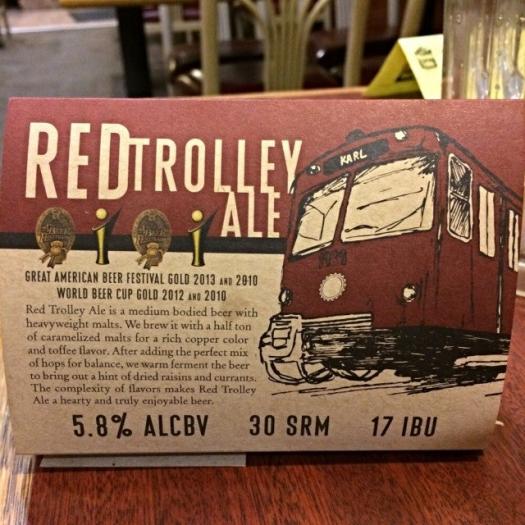 REDTROLLEY
ALE
KARL
GREAT AMERICAN BEER FESTIVAL GOLD 2013 AND 2010
WORLD BEER CUP GOLD 2012 AND 2010
Red Trolley Ale is a medium bodied beer with
heavyweight malts. We brew it with a half ton
of caramelized malts for a rich copper color
and toffee flavor. After adding the perfect mix
of hops for balance, we warm ferment the beer
to bring out a hint of dried raisins and currants.
The complexity of flavors makes Red Trolley
Ale a hearty and truly enjoyable beer.
5.8% ALCBV 30 SRM 17 IBU